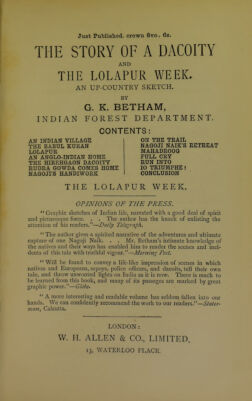 Just Published, crown 8vo, 6s.
THE STORY OF A DACOITY
AND
THE LOLAPUR WEEK.
AN UP-COUNTRY SKETCH.
BY
G. K. BETHAM,
INDIAN FOREST DEPARTMENT.
CONTENTS:
AN INDIAN VILLAGE
THE BABUL KURAN
LOLAPUR
AN ANGLO-INDIAN HOME
THE HIREHGAON DACOITY
RUDRA GOWDA COMES HOME
NAGOJI'S HANDIWORK
ON THE TRAIL
NAGOJI NAIK'S RETREAT
MAHADROOG
FULL CRY
RUN INTO
IO TRIUMPHE!
CONCLUSION
THE LOLAPUR WEEK.
OPINIONS OF THE PRESS.
"Graphic sketches of Indian life, narrated with a good deal of spirit
and picturesque force. . . The author has the knack of enlisting the
attention of his readers."—Daily Telegraph.
"The author gives a spirited narrative of the adventures and ultimate
capture of one Nagoji Naik. . . . Mr. Betham's intimate knowledge of
the natives and their ways has enabled him to render the scenes and inci-
dents of this tale with truthful vigour."—Morning Post.
"Will be found to convey a life-like impression of scenes in which
natives and Europeans, sepoys, police officers, and dacoits, tell their own
tale, and throw unwonted lights on India as it is now. There is much to
be learned from this book, and many of its passages are marked by great
graphic power."—Globe.
"A more interesting and readable volume has seldom fallen into our
hands. We can confidently recommend the work to our readers."—States-
man, Calcutta.
LONDON:
W. H. ALLEN & CO., LIMITED,
13, WATERLOO PLACE.